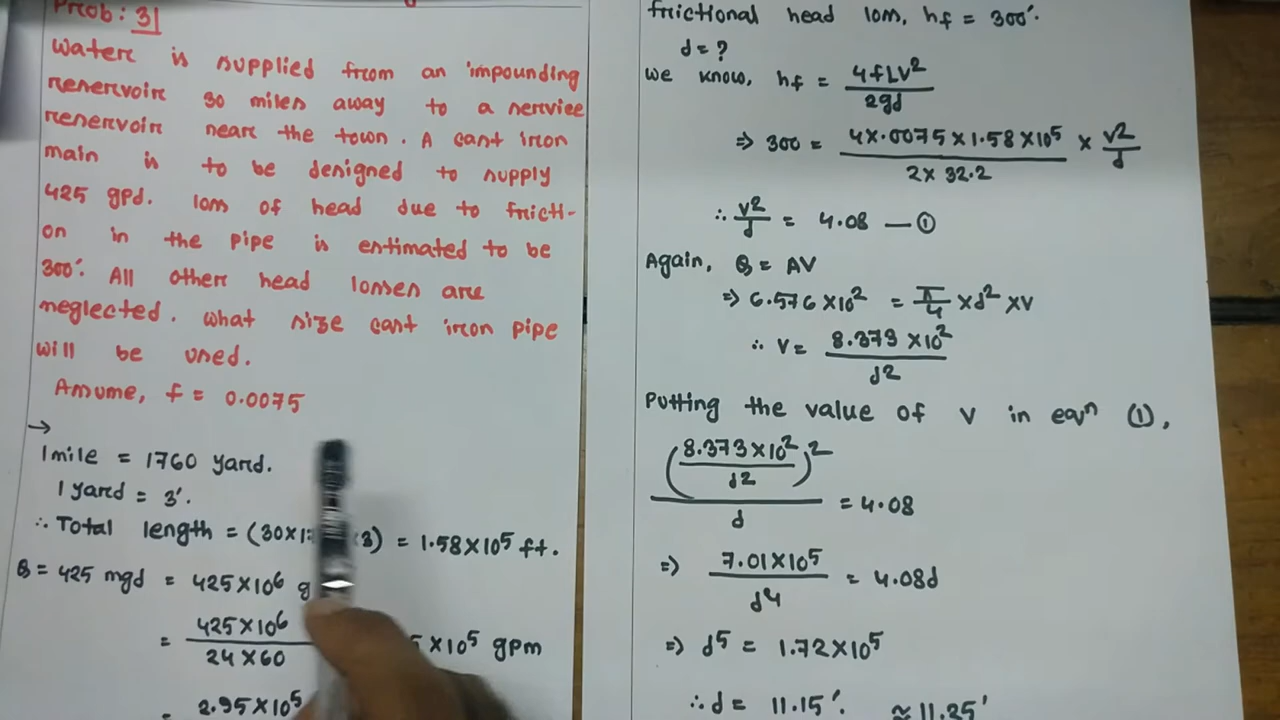 Prob: 31
Water is supplied from an impounding
reservoir 30 miles away to a service
reservoir near the town. A cast iron
main is to be designed to supply
425 gpd. loss of head due to fricti-
on in the pipe is estimated to be
300'. All other head losses are
neglected. What size cast iron pipe
will be used.
Assume, f = 0.0075
→
1 mile = 1760 yard.
1 yard = 3'.
∴ Total length = (30×1 ×3) = 1.58×10⁵ ft.
Q = 425 mgd = 425×10⁶ g
= 425×10⁶ / 24×60 5×10⁵ gpm
= 2.95×10⁵
frictional head loss, hf = 300'.
d = ?
We know, hf = 4fLV² / 2gd
⇒ 300 = 4×.0075×1.58×10⁵ / 2×32.2 × V²/d
∴ V²/d = 4.08 — ①
Again, Q = AV
⇒ 6.576×10² = π/4 ×d² ×V
∴ V = 8.373×10² / d2
Putting the value of V in eqⁿ (1),
(8.373×10² / d2)² / d = 4.08
⇒ 7.01×10⁵ / d4 = 4.08d
⇒ d⁵ = 1.72×10⁵
∴ d = 11.15'. ≈ 11.25'